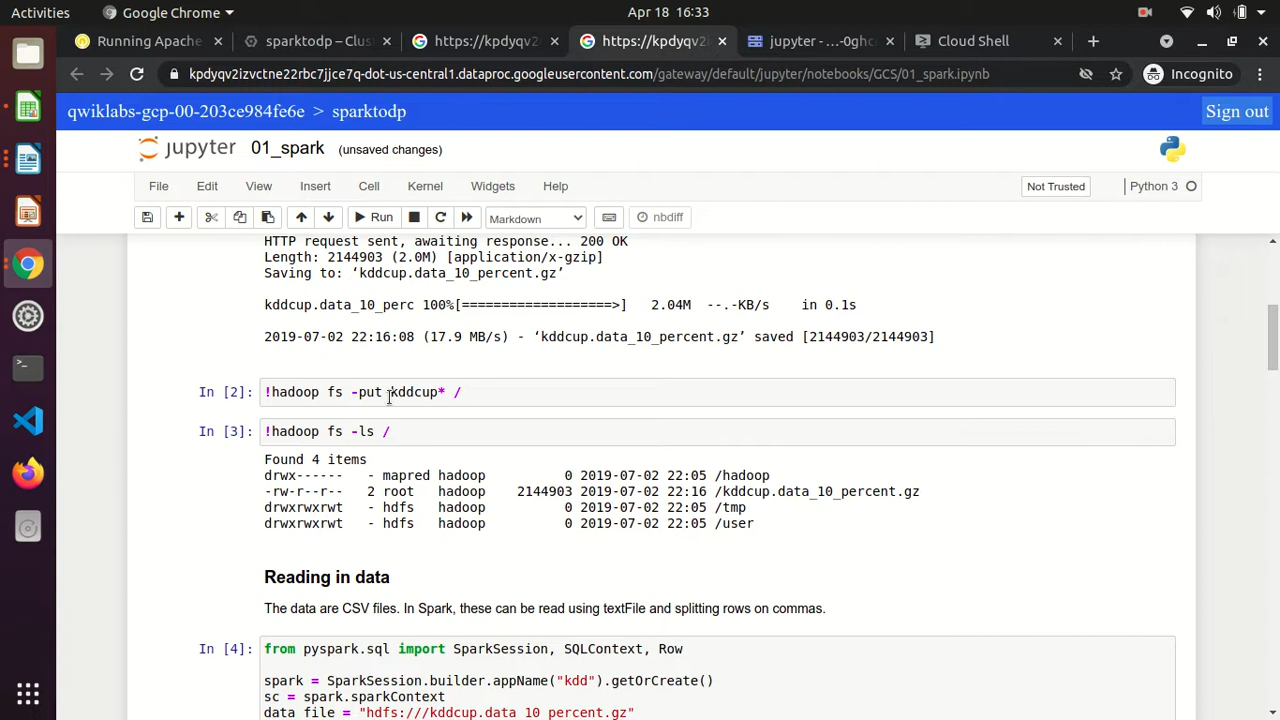 Activities
Google Chrome
Apr 18 16:33
Running Apache
sparktodp – Clus
https://kpdyqv2
https://kpdyqv2
jupyter - ...-0ghc
Cloud Shell
kpdyqv2izvctne22rbc7jjce7q-dot-us-central1.dataproc.googleusercontent.com/gateway/default/jupyter/notebooks/GCS/01_spark.ipynb
Incognito
qwiklabs-gcp-00-203ce984fe6e > sparktodp
Sign out
jupyter 01_spark (unsaved changes)
File Edit View Insert Cell Kernel Widgets Help
Not Trusted
Python 3
Run
Markdown
nbdiff
HTTP request sent, awaiting response... 200 OK
Length: 2144903 (2.0M) [application/x-gzip]
Saving to: ‘kddcup.data_10_percent.gz’
kddcup.data_10_perc 100%[===================>] 2.04M --.-KB/s in 0.1s
2019-07-02 22:16:08 (17.9 MB/s) - ‘kddcup.data_10_percent.gz’ saved [2144903/2144903]
In [2]: !hadoop fs -put kddcup* /
In [3]: !hadoop fs -ls /
Found 4 items
drwx------ - mapred hadoop 0 2019-07-02 22:05 /hadoop
-rw-r--r-- 2 root hadoop 2144903 2019-07-02 22:16 /kddcup.data_10_percent.gz
drwxrwxrwt - hdfs hadoop 0 2019-07-02 22:05 /tmp
drwxrwxrwt - hdfs hadoop 0 2019-07-02 22:05 /user
Reading in data
The data are CSV files. In Spark, these can be read using textFile and splitting rows on commas.
In [4]: from pyspark.sql import SparkSession, SQLContext, Row
spark = SparkSession.builder.appName("kdd").getOrCreate()
sc = spark.sparkContext
data_file = "hdfs:///kddcup.data_10_percent.gz"